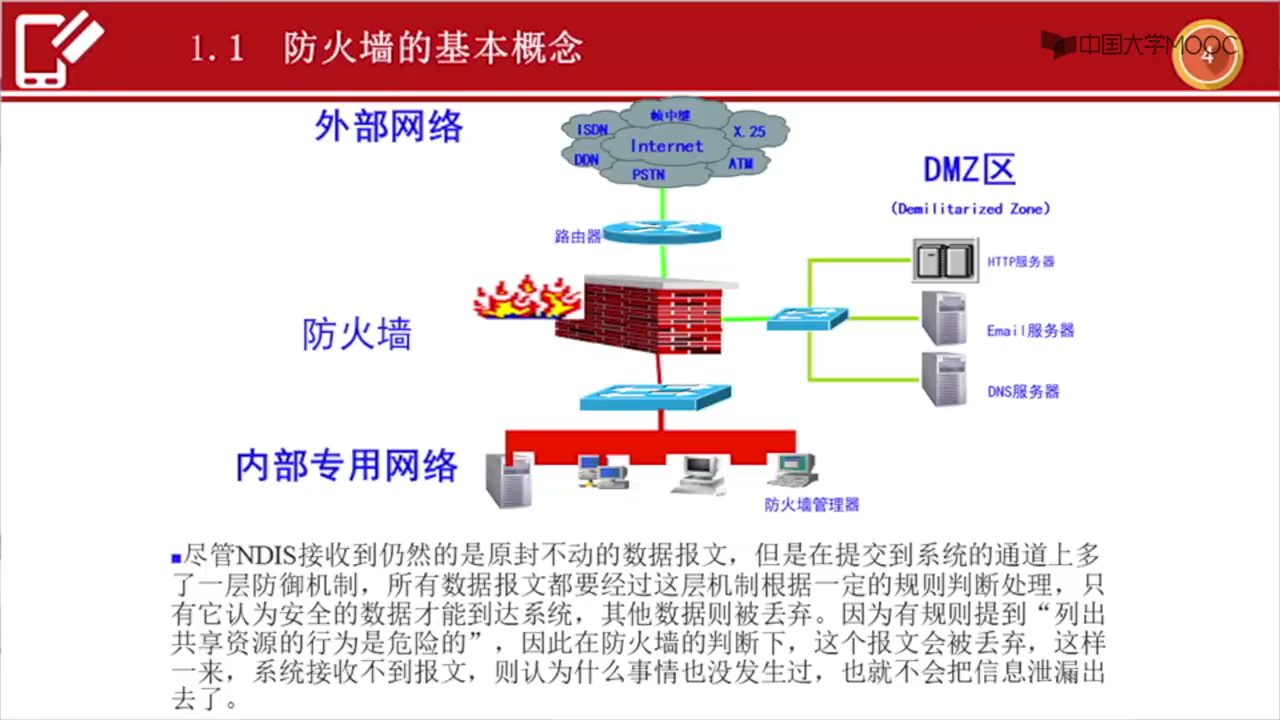 1.1 防火墙的基本概念
中国大学MOOC
4
外部网络
帧中继
ISDN
X.25
Internet
DDN
ATM
PSTN
DMZ区
(Demilitarized Zone)
路由器
HTTP服务器
防火墙
Email服务器
DNS服务器
内部专用网络
防火墙管理器
■尽管NDIS接收到仍然的是原封不动的数据报文，但是在提交到系统的通道上多
了一层防御机制，所有数据报文都要经过这层机制根据一定的规则判断处理，只
有它认为安全的数据才能到达系统，其他数据则被丢弃。因为有规则提到“列出
共享资源的行为是危险的”，因此在防火墙的判断下，这个报文会被丢弃，这样
一来，系统接收不到报文，则认为什么事情也没发生过，也就不会把信息泄漏出
去了。